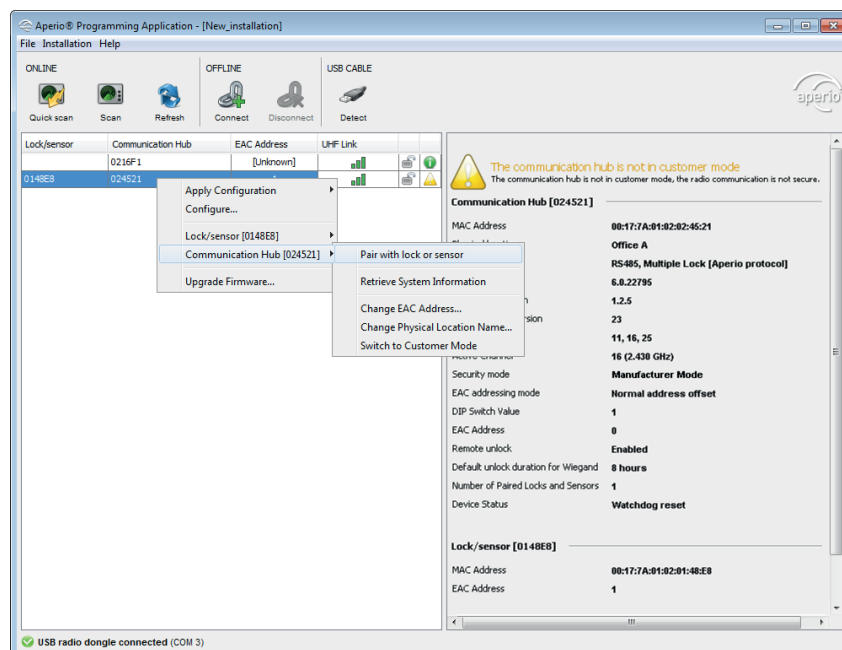 Aperio® Programming Application - [New_installation]
File Installation Help
ONLINE OFFLINE USB CABLE
Quick scan Scan Refresh Connect Disconnect Detect
aperio
Lock/sensor Communication Hub EAC Address UHF Link
0216F1 [Unknown]
0148E8 024521
Apply Configuration
Configure...
Lock/sensor [0148E8]
Communication Hub [024521]
Upgrade Firmware...
Pair with lock or sensor
Retrieve System Information
Change EAC Address...
Change Physical Location Name...
Switch to Customer Mode
The communication hub is not in customer mode
The communication hub is not in customer mode, the radio communication is not secure.
Communication Hub [024521]
MAC Address 00:17:7A:01:02:02:45:21
Office A
RS485, Multiple Lock [Aperio protocol]
6.0.22795
1.2.5
23
11, 16, 25
16 (2.430 GHz)
Security mode Manufacturer Mode
EAC addressing mode Normal address offset
DIP Switch Value 1
EAC Address 0
Remote unlock Enabled
Default unlock duration for Wiegand 8 hours
Number of Paired Locks and Sensors 1
Device Status Watchdog reset
Lock/sensor [0148E8]
MAC Address 00:17:7A:01:02:01:48:E8
EAC Address 1
USB radio dongle connected (COM 3)